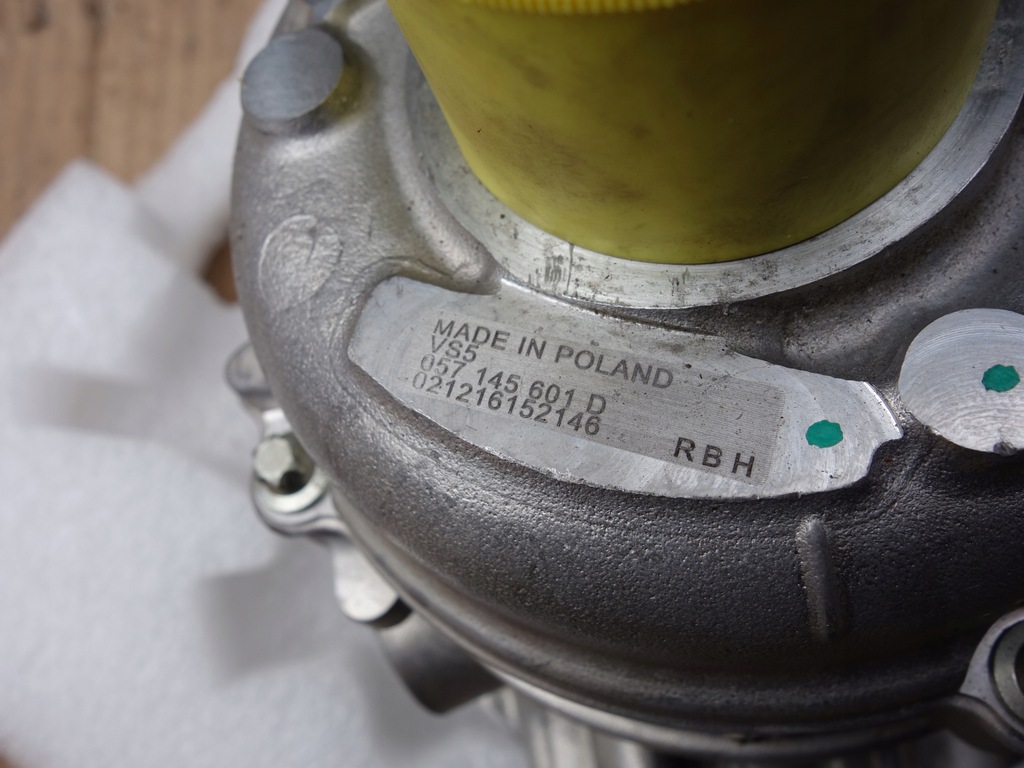 MADE IN POLAND
VS5
057 145 601 D
021216152146
RBH